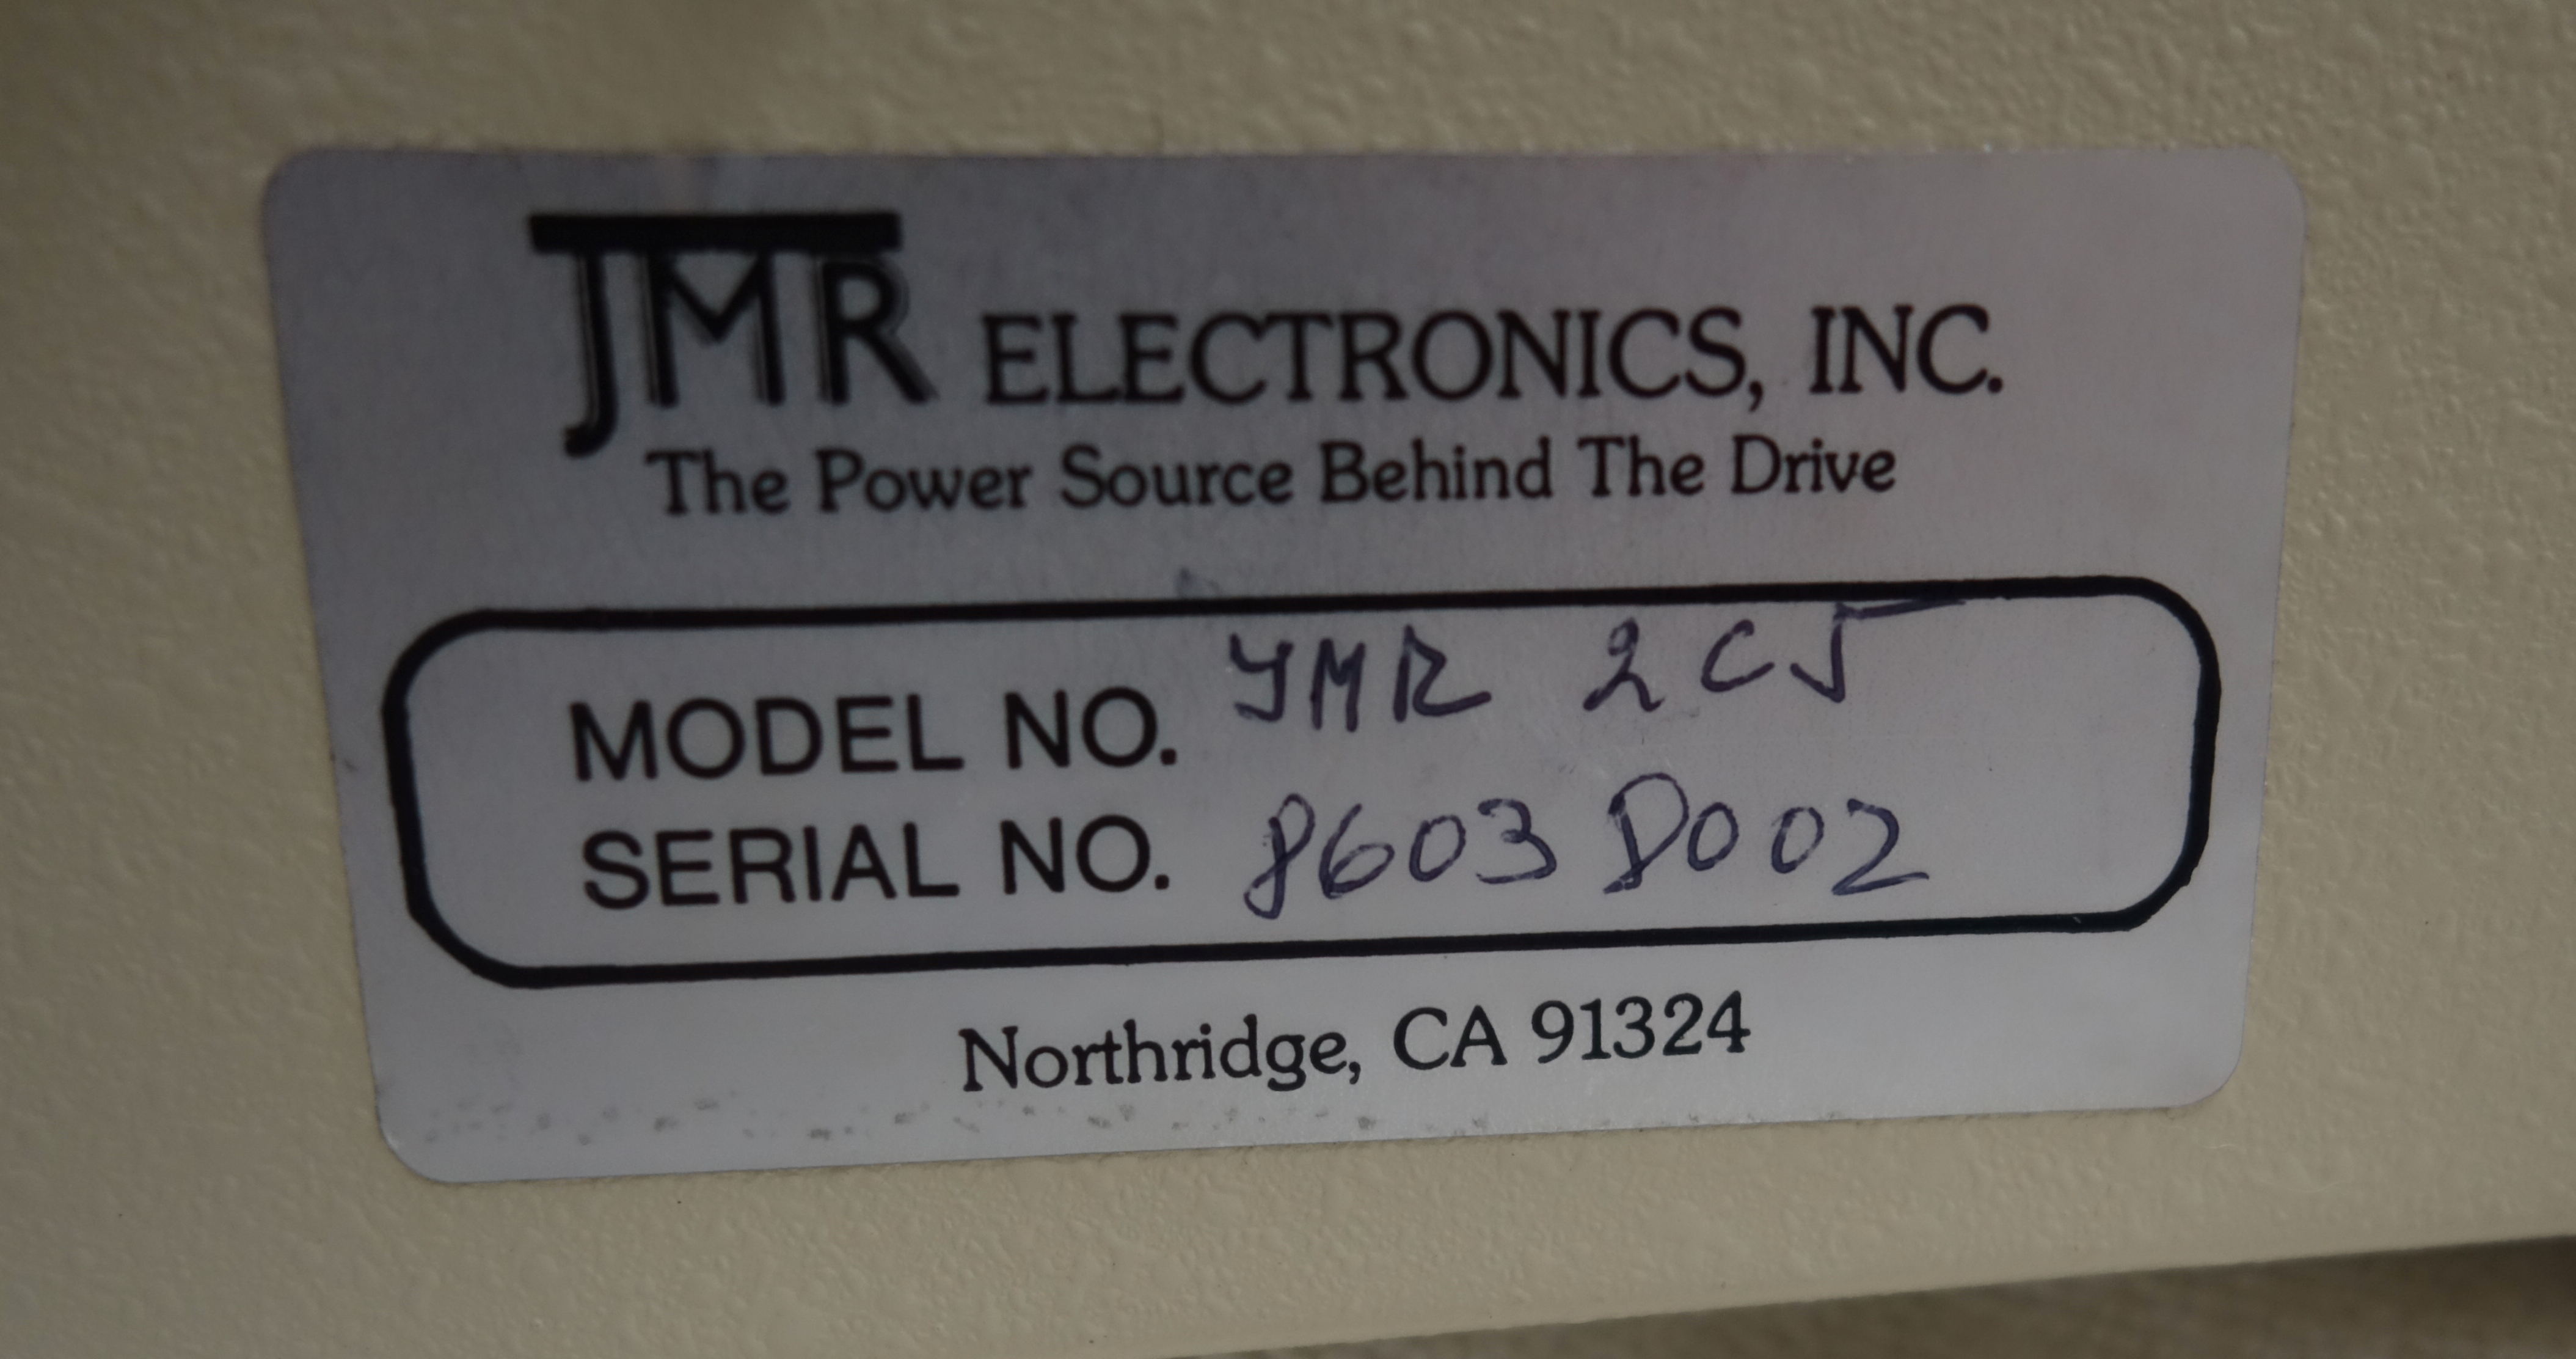 JMR ELECTRONICS, INC.
The Power Source Behind The Drive
MODEL NO. JMR 2C5
SERIAL NO. 8603 8002
Northridge, CA 91324